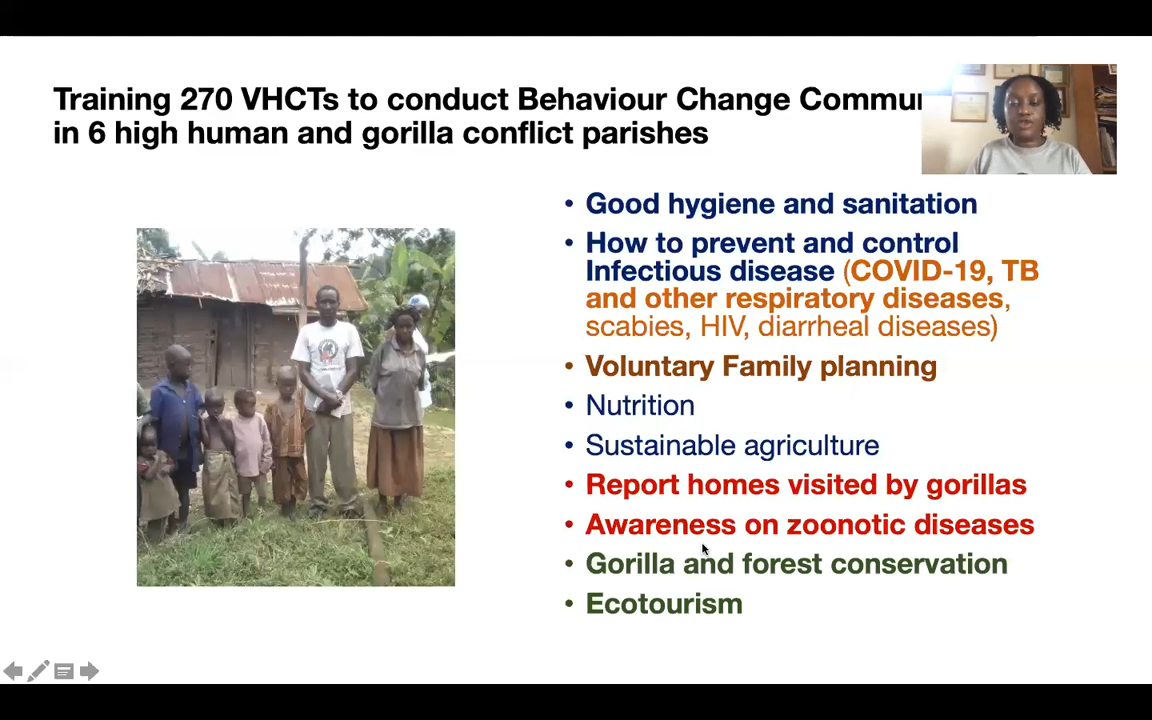 Training 270 VHCTs to conduct Behaviour Change
in 6 high human and gorilla conflict parishes
• Good hygiene and sanitation
• How to prevent and control
Infectious disease (COVID-19, TB
and other respiratory diseases,
scabies, HIV, diarrheal diseases)
• Voluntary Family planning
• Nutrition
• Sustainable agriculture
• Report homes visited by gorillas
• Awareness on zoonotic diseases
• Gorilla and forest conservation
• Ecotourism